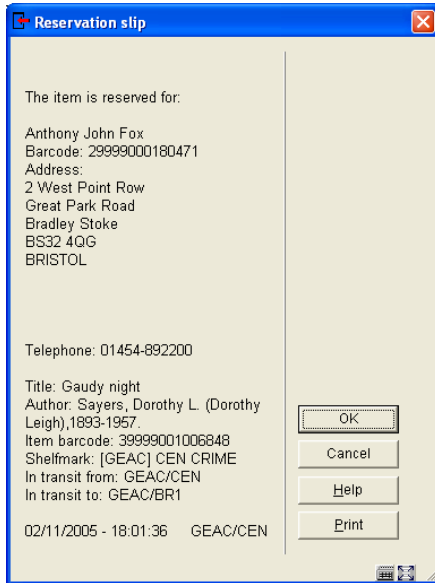 Reservation slip
The item is reserved for:
Anthony John Fox
Barcode: 29999000180471
Address:
2 West Point Row
Great Park Road
Bradley Stoke
BS32 4QG
BRISTOL
Telephone: 01454-892200
Title: Gaudy night
Author: Sayers, Dorothy L. (Dorothy
Leigh),1893-1957.
Item barcode: 39999001006848
Shelfmark: [GEAC] CEN CRIME
In transit from: GEAC/CEN
In transit to: GEAC/BR1
02/11/2005 - 18:01:36 GEAC/CEN
OK
Cancel
Help
Print